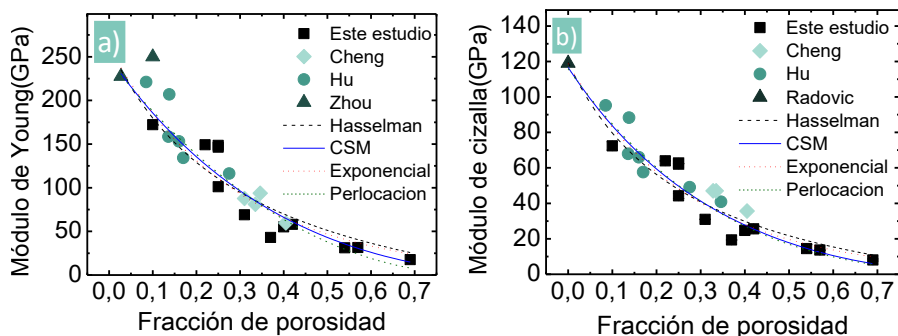 a)
Módulo de Young(GPa)
250
200
150
100
50
0
Este estudio
Cheng
Hu
Zhou
Hasselman
CSM
Exponencial
Perlocacion
0,0 0,1 0,2 0,3 0,4 0,5 0,6 0,7
Fracción de porosidad
b)
Módulo de cizalla(GPa)
140
120
100
80
60
40
20
0
Este estudio
Cheng
Hu
Radovic
Hasselman
CSM
Exponencial
Perlocacion
0,0 0,1 0,2 0,3 0,4 0,5 0,6 0,7
Fracción de porosidad